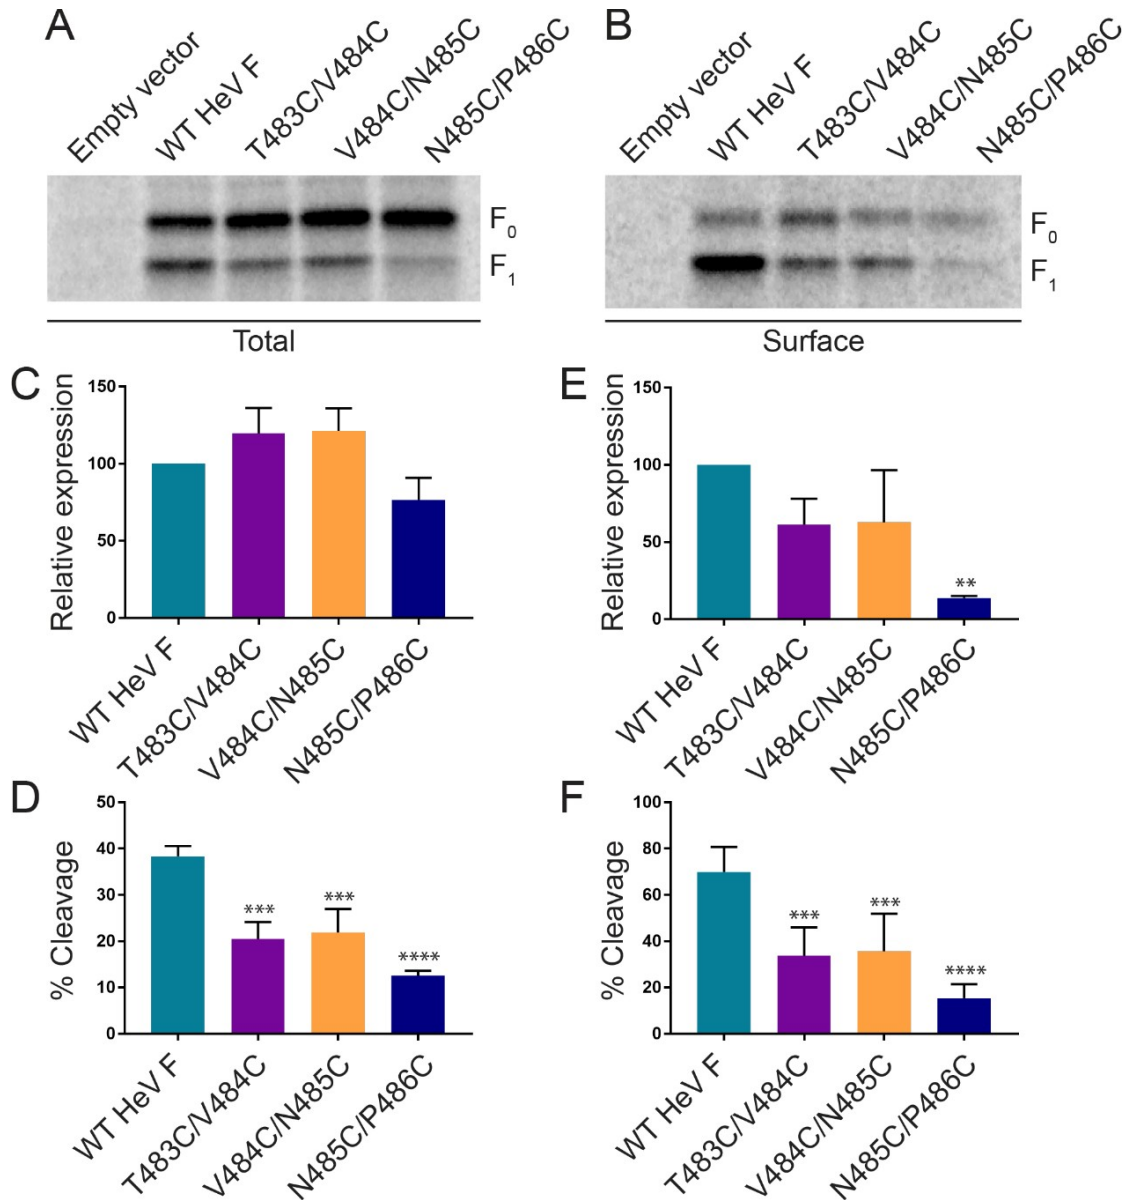 A
Empty vector
WT HeV F
T483C/V484C
V484C/N485C
N485C/P486C
F0
F1
Total
B
Empty vector
WT HeV F
T483C/V484C
V484C/N485C
N485C/P486C
F0
F1
Surface
C
Relative expression
150
100
50
0
WT HeV F
T483C/V484C
V484C/N485C
N485C/P486C
E
Relative expression
150
100
50
0
**
WT HeV F
T483C/V484C
V484C/N485C
N485C/P486C
D
% Cleavage
50
40
30
20
10
0
***
***
****
WT HeV F
T483C/V484C
V484C/N485C
N485C/P486C
F
% Cleavage
100
80
60
40
20
0
***
***
****
WT HeV F
T483C/V484C
V484C/N485C
N485C/P486C